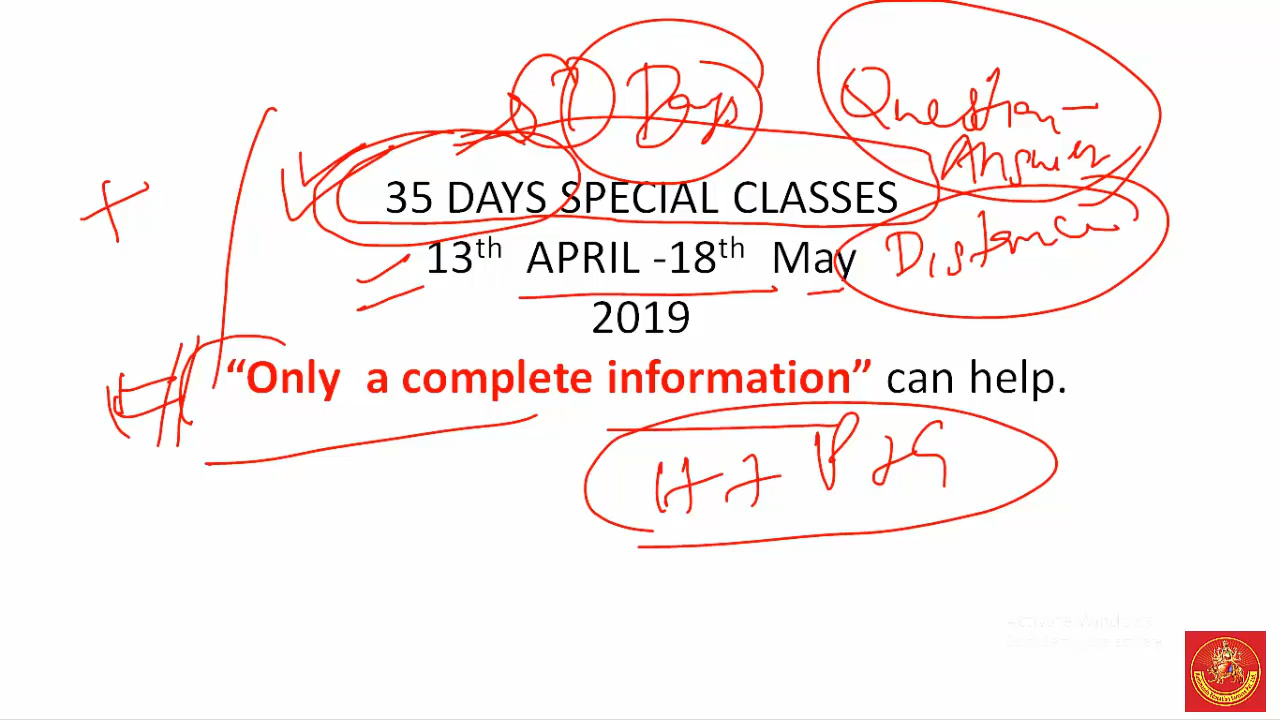 Days
Question-
Answer
35 DAYS SPECIAL CLASSES
Distance
13th APRIL -18th May
2019
“Only a complete information” can help.